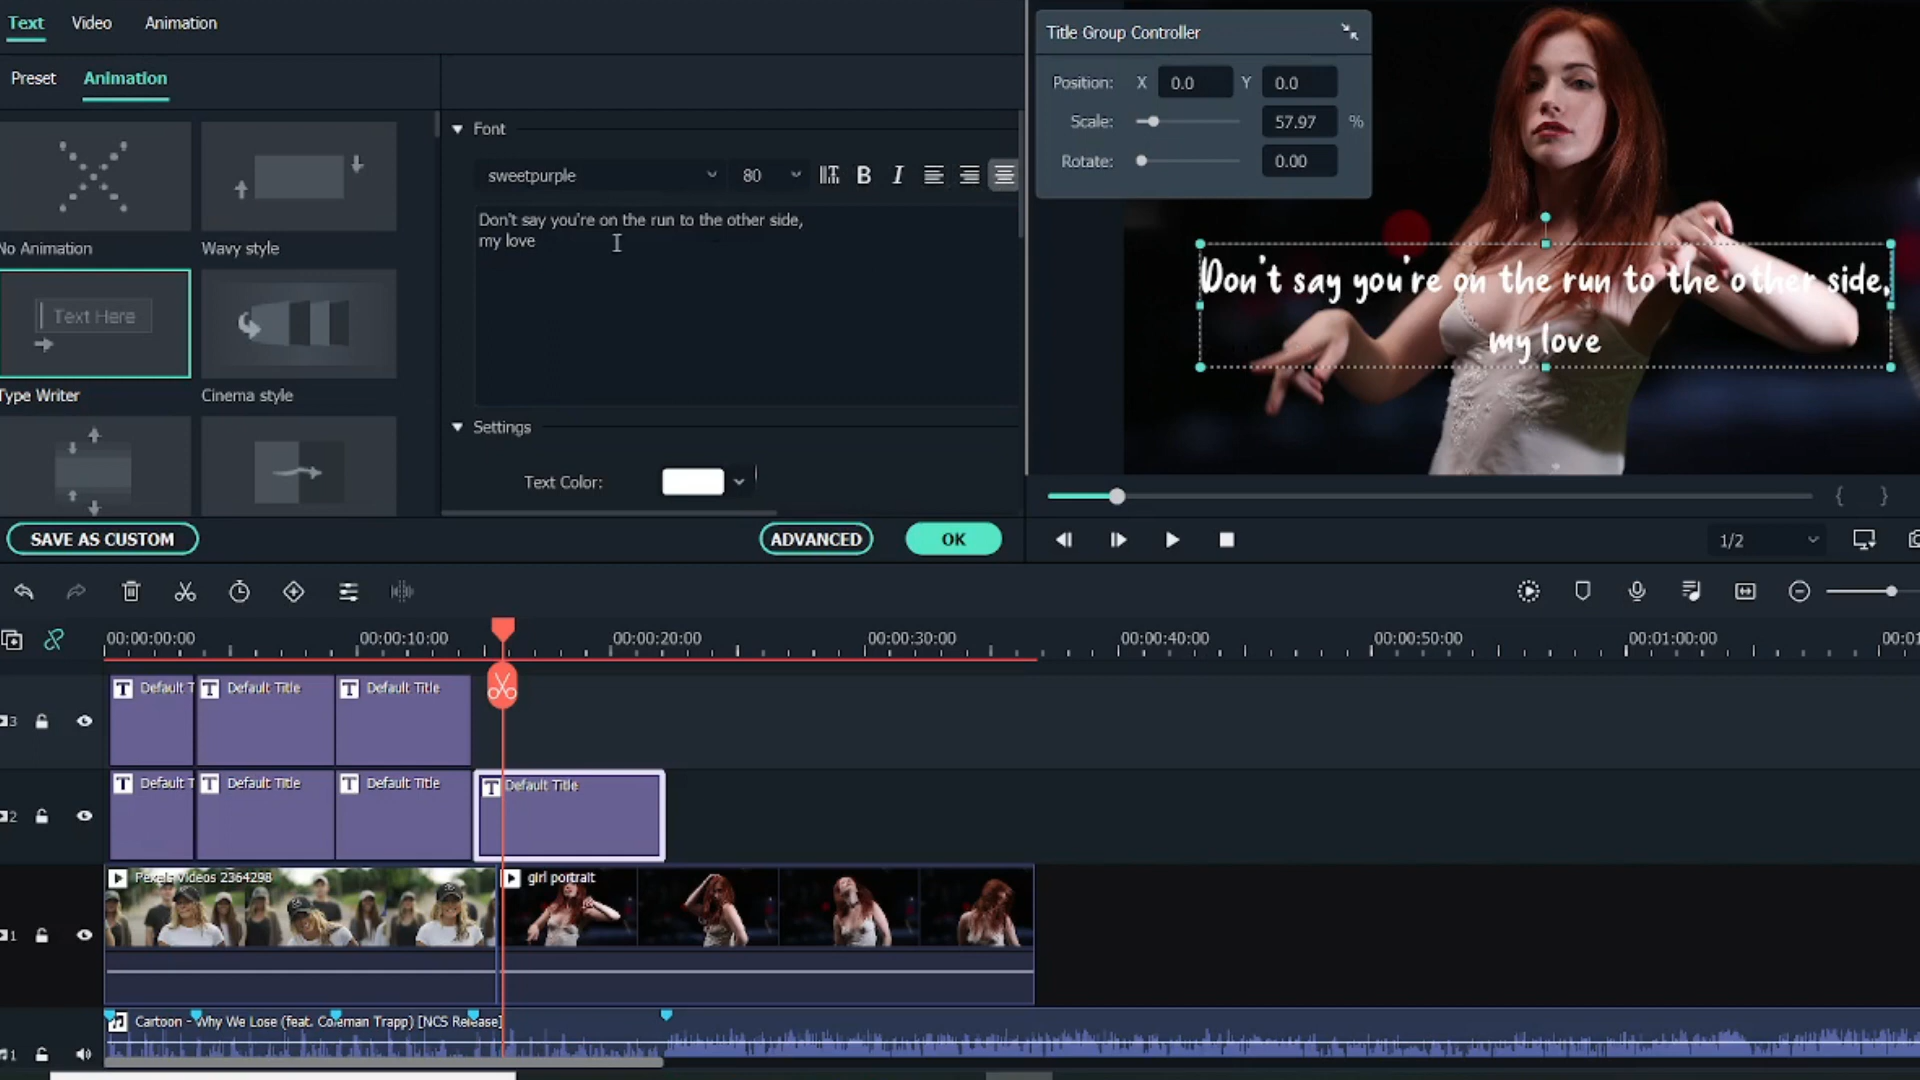 Text Video Animation
Preset Animation
No Animation
Wavy style
Text Here
Type Writer
Cinema style
Font
sweetpurple 80 B I
Don't say you're on the run to the other side,
my love
Settings
Text Color:
SAVE AS CUSTOM ADVANCED OK
Title Group Controller
Position: X 0.0 Y 0.0
Scale: 57.97 %
Rotate: 0.00
Don't say you're on the run to the other side,
my love
{ }
1/2
00:00:00:00 00:00:10:00 00:00:20:00 00:00:30:00 00:00:40:00 00:00:50:00 00:01:00:00 00:01
3 T Default T T Default Title T Default Title
2 T Default T T Default Title T Default Title T Default Title
1 Pexels Videos 2364298 girl portrait
1 Cartoon - Why We Lose (feat. Coleman Trapp) [NCS Release]